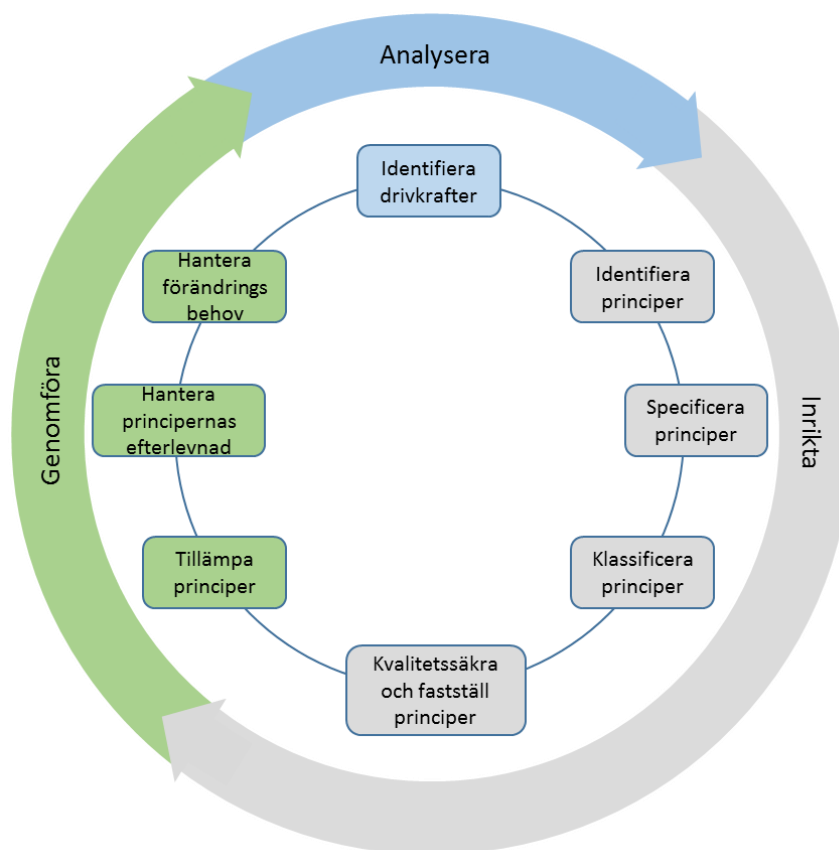 Analysera
Identifiera
drivkrafter
Identifiera
principer
Specificera
principer
Klassificera
principer
Kvalitetssäkra
och fastställ
principer
Tillämpa
principer
Hantera
principernas
efterlevnad
Hantera
förändrings
behov
Inrikta
Genomföra